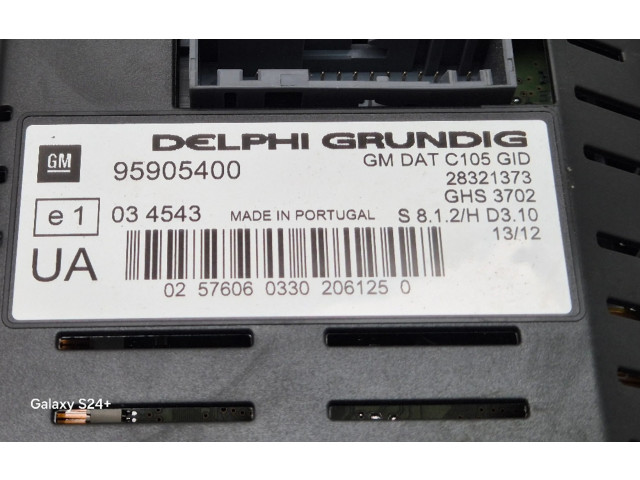 DELPHI GRUNDIG
GM 95905400 GM DAT C105 GID
28321373
GHS 3702
e1 03 4543 MADE IN PORTUGAL S 8.1.2/H D3.10
13/12
UA
02 57606 0330 206125 0
Galaxy S24+